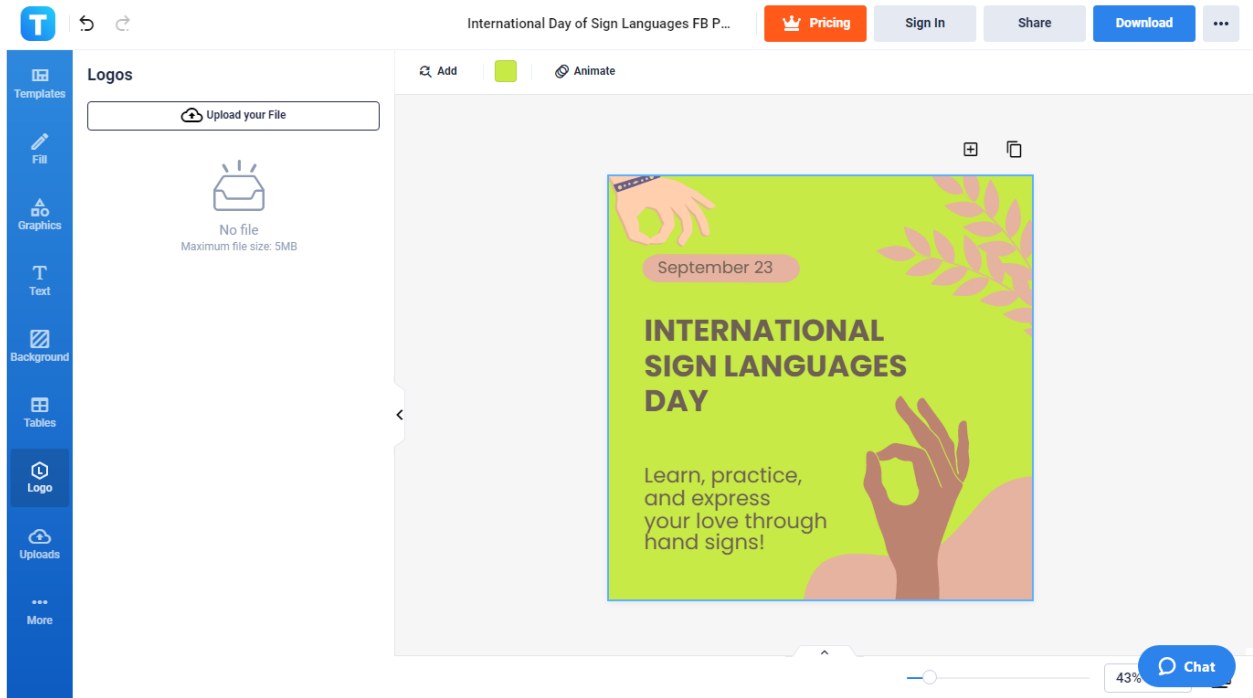 T
International Day of Sign Languages FB P...
Pricing
Sign In
Share
Download
Templates
Fill
Graphics
T
Text
Background
Tables
L
Logo
Uploads
More
Logos
Upload your File
No file
Maximum file size: 5MB
Add
Animate
September 23
INTERNATIONAL
SIGN LANGUAGES
DAY
Learn, practice,
and express
your love through
hand signs!
43%
Chat